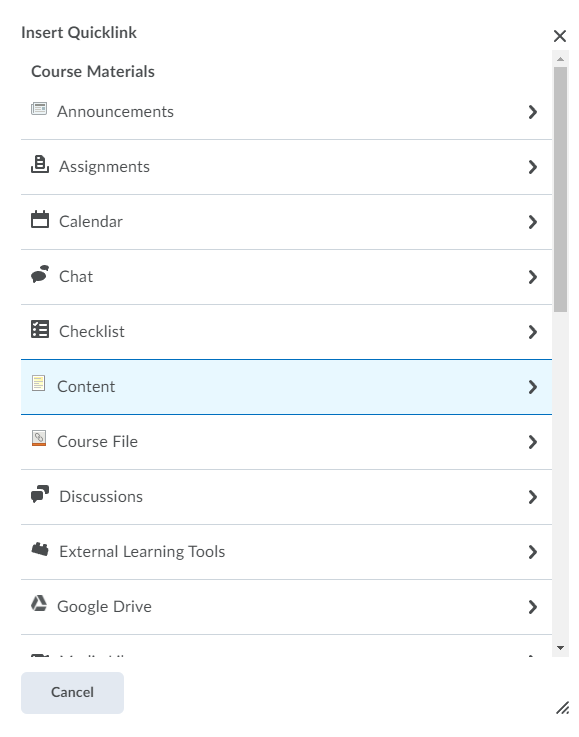 Insert Quicklink
Course Materials
Announcements
Assignments
Calendar
Chat
Checklist
Content
Course File
Discussions
External Learning Tools
Google Drive
Cancel